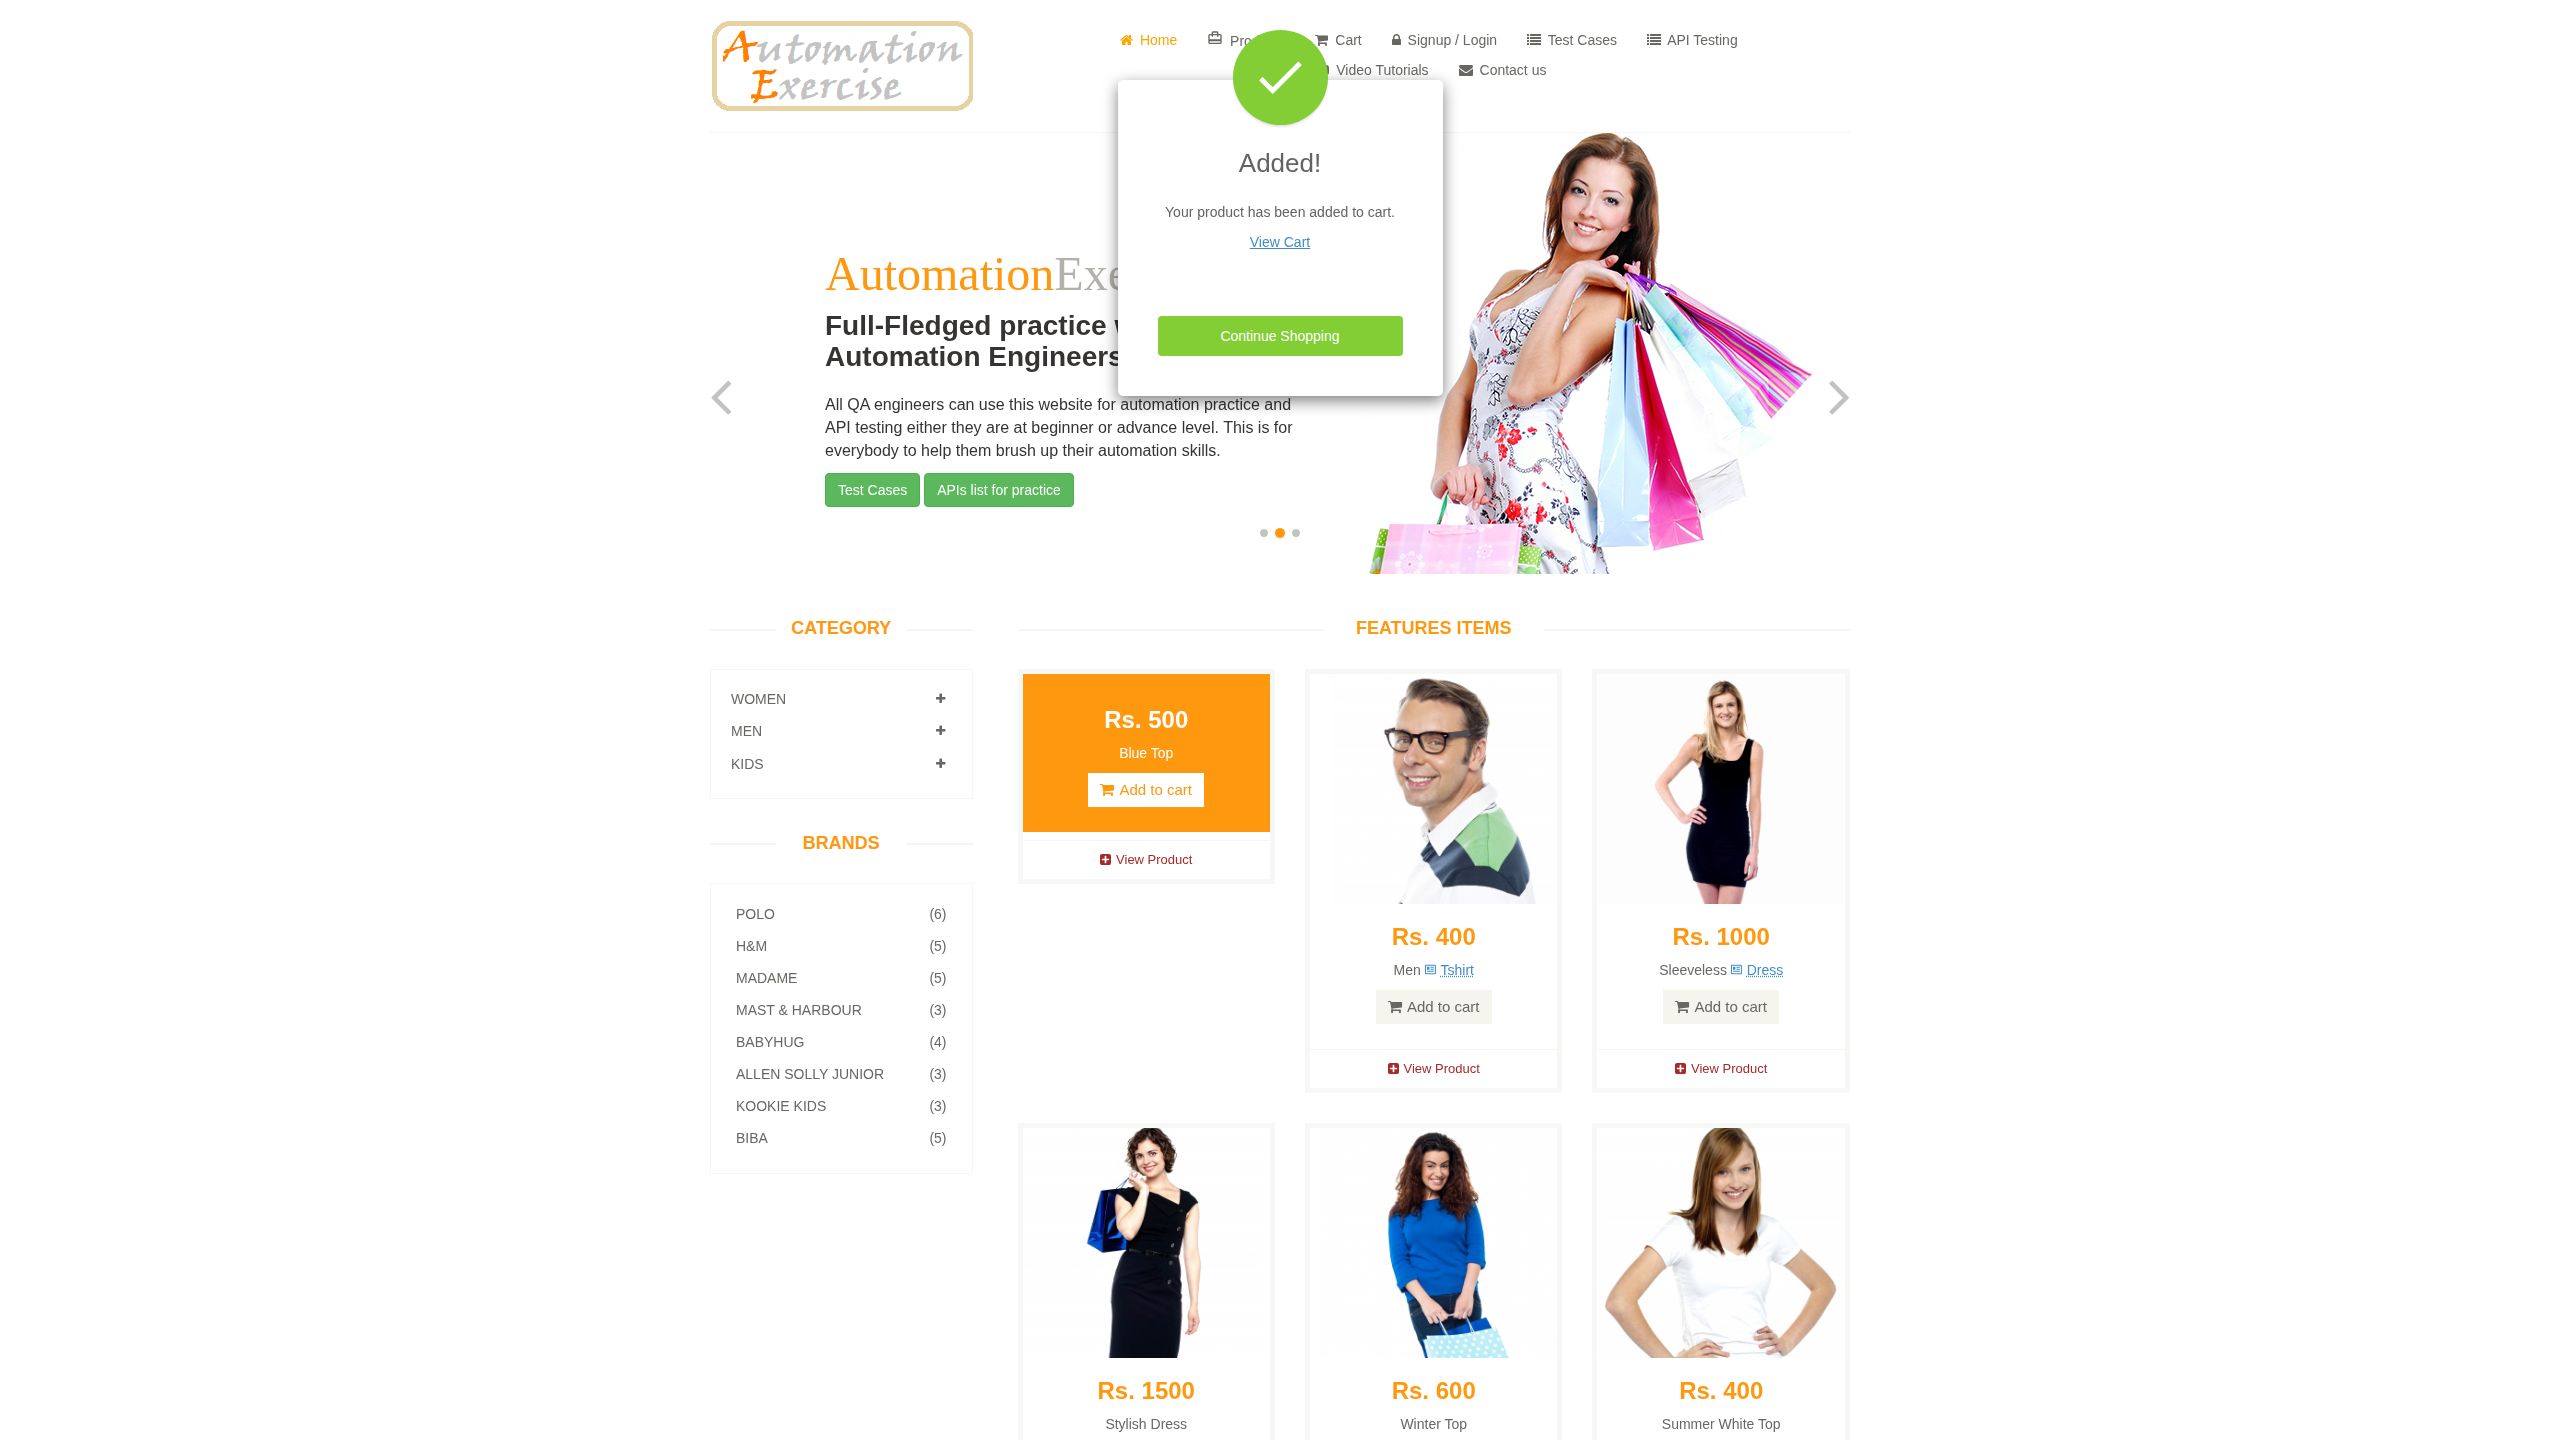 Automation
Exercise
Home
Cart
Signup / Login
Test Cases
API Testing
Video Tutorials
Contact us
Added!
Your product has been added to cart.
View Cart
Continue Shopping
Automation
Full-Fledged practice
Automation Engineers
All QA engineers can use this website for automation practice and
API testing either they are at beginner or advance level. This is for
everybody to help them brush up their automation skills.
Test Cases
APIs list for practice
CATEGORY
WOMEN
MEN
KIDS
BRANDS
POLO (6)
H&M (5)
MADAME (5)
MAST & HARBOUR (3)
BABYHUG (4)
ALLEN SOLLY JUNIOR (3)
KOOKIE KIDS (3)
BIBA (5)
FEATURES ITEMS
Rs. 500
Blue Top
Add to cart
View Product
Rs. 400
Men Tshirt
Add to cart
View Product
Rs. 1000
Sleeveless Dress
Add to cart
View Product
Rs. 1500
Stylish Dress
Rs. 600
Winter Top
Rs. 400
Summer White Top